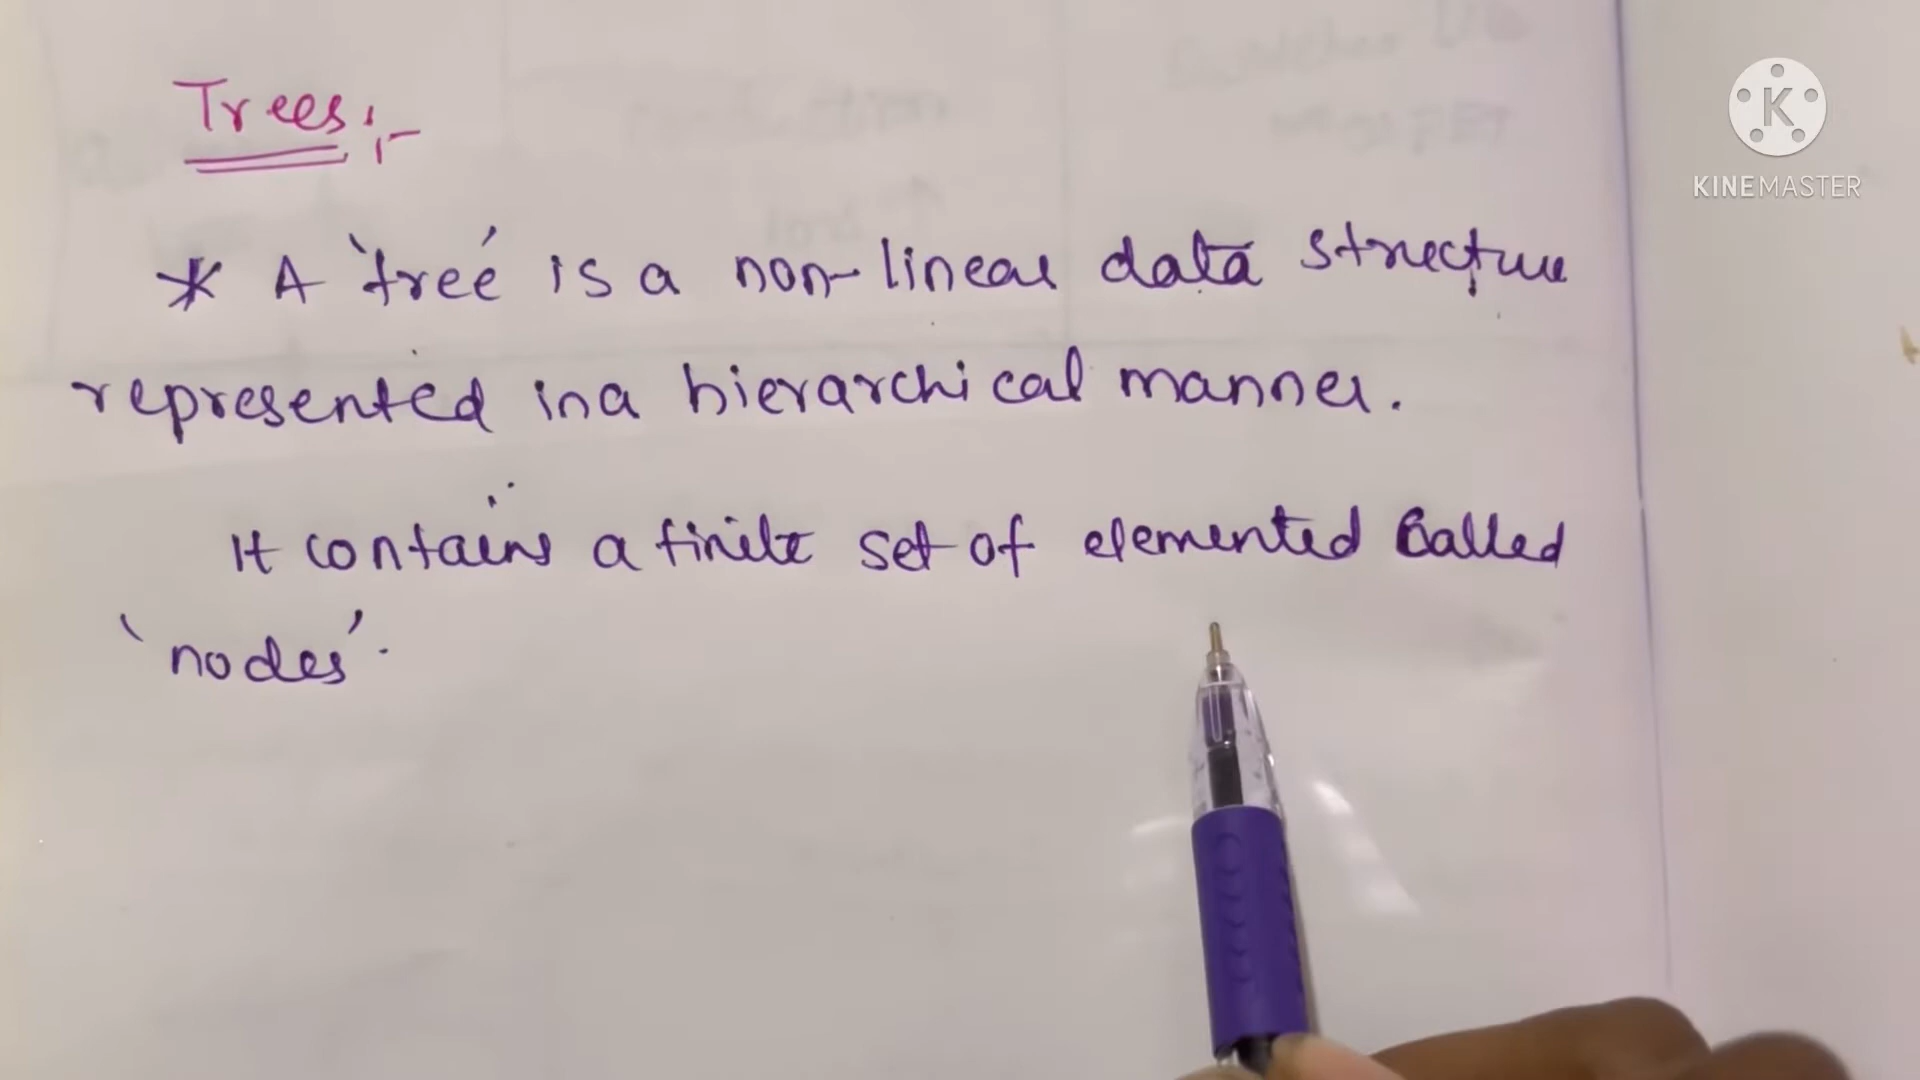 Trees:-
* A 'tree' is a non-linear data structure
represented in a hierarchical manner.
It contains a finite set of elemented called
'nodes'.
K
KINEMASTER